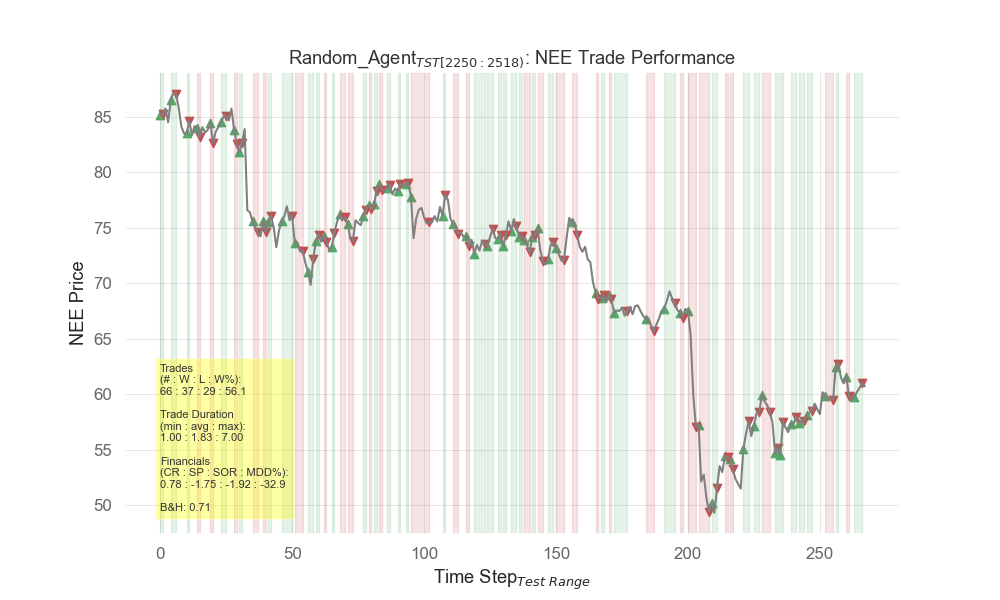 Random_Agent TST[2250 : 2518) : NEE Trade Performance
NEE Price
85
80
75
70
65
60
55
50
Trades
(# : W : L : W%):
66 : 37 : 29 : 56.1
Trade Duration
(min : avg : max):
1.00 : 1.83 : 7.00
Financials
(CR : SP : SOR : MDD%):
0.78 : -1.75 : -1.92 : -32.9
B&H: 0.71
0 50 100 150 200 250
Time Step Test Range